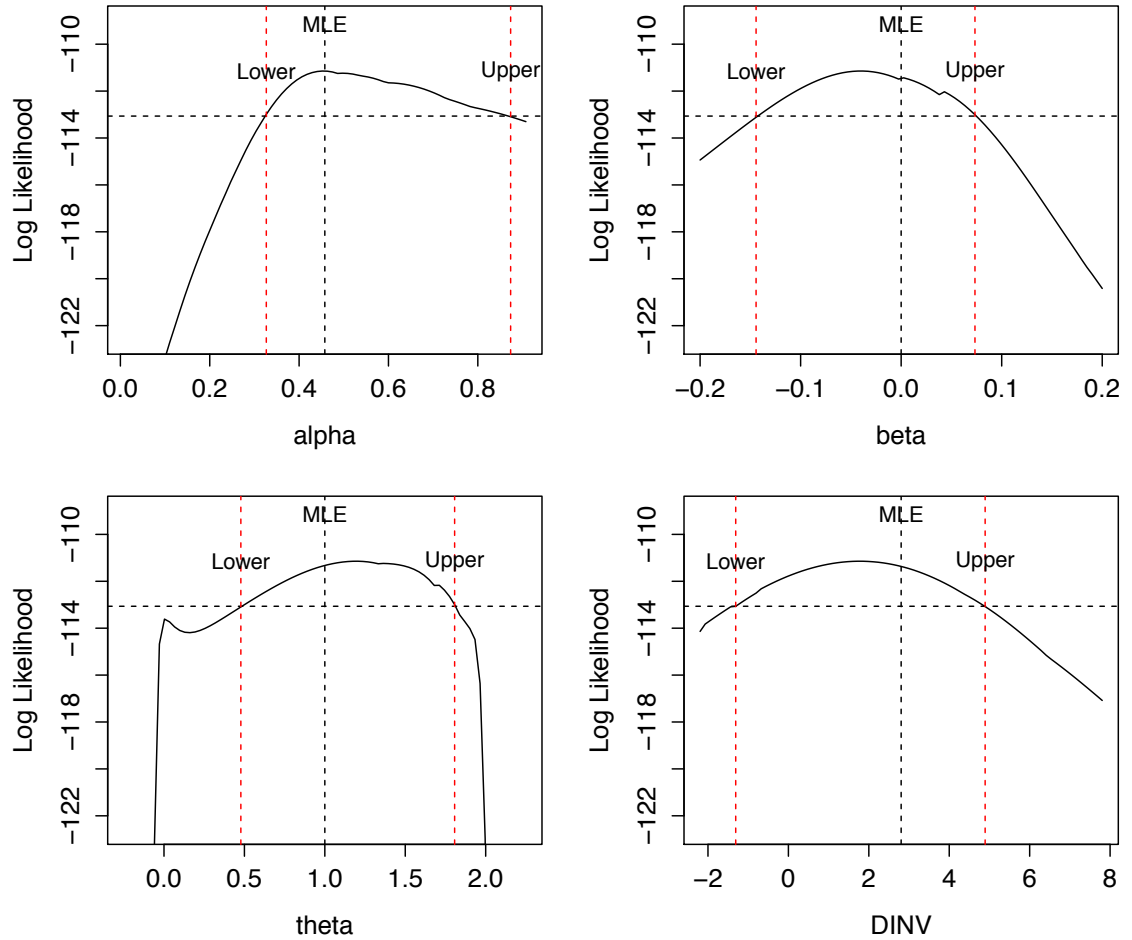 MLE
Lower
Upper
Log Likelihood
−110
−114
−118
−122
0.0 0.2 0.4 0.6 0.8
alpha
MLE
Lower
Upper
Log Likelihood
−110
−114
−118
−122
−0.2 −0.1 0.0 0.1 0.2
beta
MLE
Lower
Upper
Log Likelihood
−110
−114
−118
−122
0.0 0.5 1.0 1.5 2.0
theta
MLE
Lower
Upper
Log Likelihood
−110
−114
−118
−122
−2 0 2 4 6 8
DINV